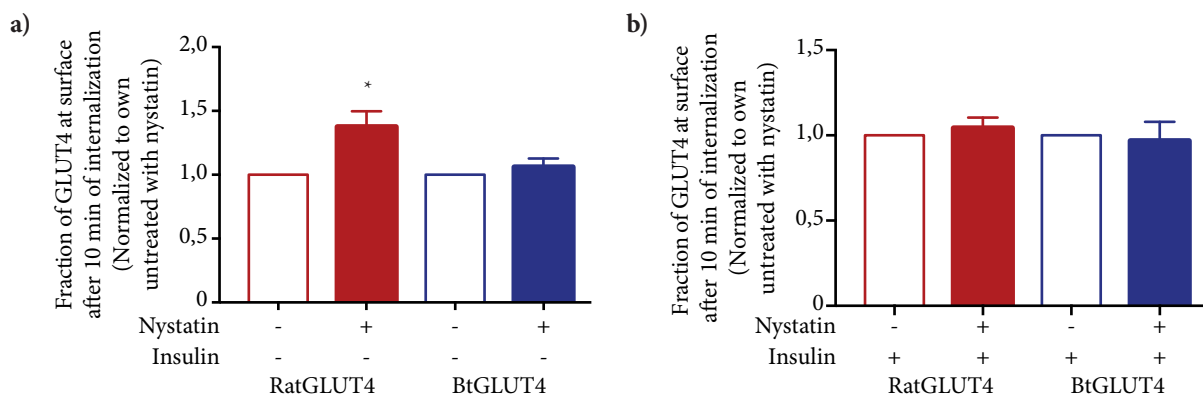 a)
Fraction of GLUT4 at surface
after 10 min of internalization
(Normalized to own
untreated with nystatin)
2,0
1,5
1,0
0,5
0
*
Nystatin - + - +
Insulin - - - -
RatGLUT4 BtGLUT4
b)
Fraction of GLUT4 at surface
after 10 min of internalization
(Normalized to own
untreated with nystatin)
1,5
1,0
0,5
0
Nystatin - + - +
Insulin + + + +
RatGLUT4 BtGLUT4